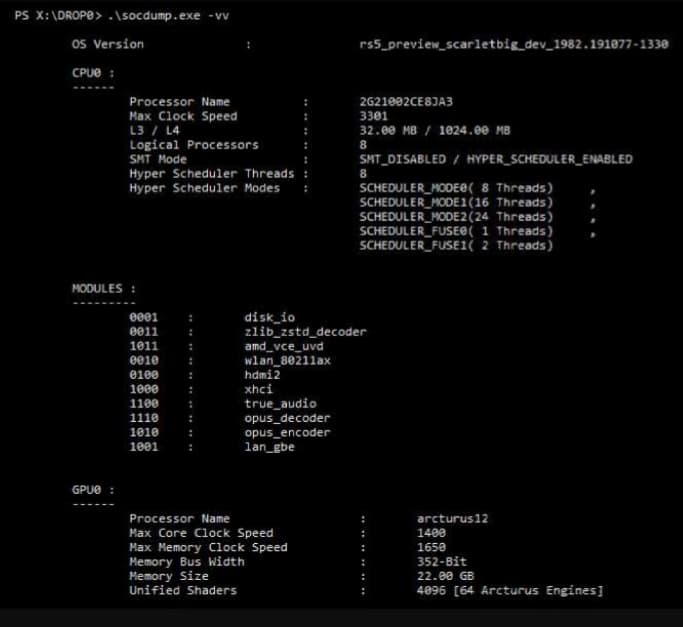 PS X:\DROP0> .\socdump.exe -vv
OS Version : rs5_preview_scarletbig_dev_1982.191077-1330
CPU0 :
------
Processor Name : 2G21002CE8JA3
Max Clock Speed : 3301
L3 / L4 : 32.00 MB / 1024.00 MB
Logical Processors : 8
SMT Mode : SMT_DISABLED / HYPER_SCHEDULER_ENABLED
Hyper Scheduler Threads : 8
Hyper Scheduler Modes : SCHEDULER_MODE0( 8 Threads) ,
SCHEDULER_MODE1(16 Threads) ,
SCHEDULER_MODE2(24 Threads) ,
SCHEDULER_FUSE0( 1 Threads) ,
SCHEDULER_FUSE1( 2 Threads)
MODULES :
---------
0001 : disk_io
0011 : zlib_zstd_decoder
1011 : amd_vce_uvd
0010 : wlan_80211ax
0100 : hdmi2
1000 : xhci
1100 : true_audio
1110 : opus_decoder
1010 : opus_encoder
1001 : lan_gbe
GPU0 :
------
Processor Name : arcturus12
Max Core Clock Speed : 1400
Max Memory Clock Speed : 1650
Memory Bus Width : 352-Bit
Memory Size : 22.00 GB
Unified Shaders : 4096 [64 Arcturus Engines]